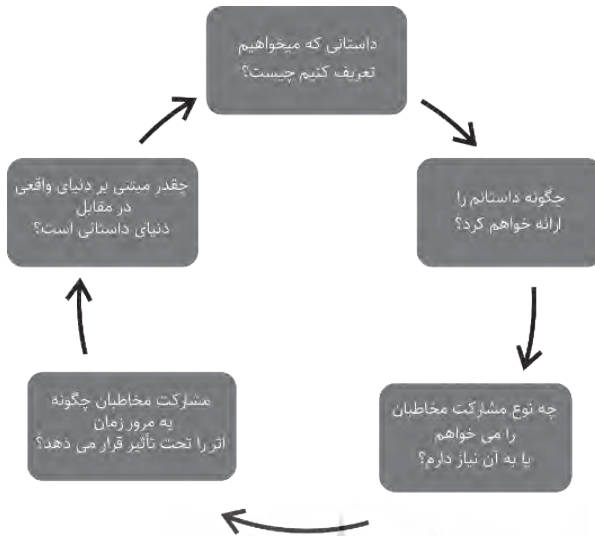 داستانی که میخواهیم
تعریف کنیم چیست؟
چگونه داستانم را
ارائه خواهم کرد؟
چه نوع مشارکت مخاطبان
را می خواهم
یا به آن نیاز دارم؟
مشارکت مخاطبان چگونه
به مرور زمان
اثر را تحت تأثیر قرار می دهد؟
چقدر مبتنی بر دنیای واقعی
در مقابل
دنیای داستانی است؟